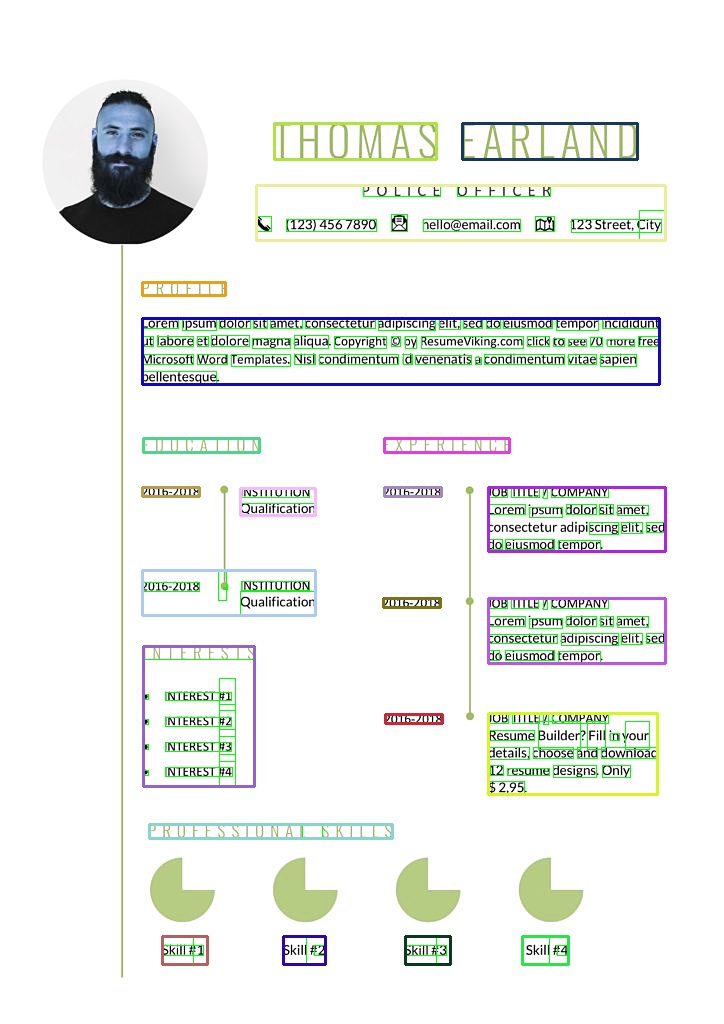 THOMAS EARLAND
POLICE OFFICER
(123) 456 7890 hello@email.com 123 Street, City
PROFILE
Lorem ipsum dolor sit amet, consectetur adipiscing elit, sed do eiusmod tempor incididunt
ut labore et dolore magna aliqua. Copyright © by ResumeViking.com click to see 70 more free
Microsoft Word Templates. Nisl condimentum id venenatis a condimentum vitae sapien
pellentesque.
EDUCATION
2016-2018 INSTITUTION
Qualification
2016-2018 INSTITUTION
Qualification
INTERESTS
INTEREST #1
INTEREST #2
INTEREST #3
INTEREST #4
EXPERIENCE
2016-2018 JOB TITLE / COMPANY
Lorem ipsum dolor sit amet,
consectetur adipiscing elit, sed
do eiusmod tempor.
2016-2018 JOB TITLE / COMPANY
Lorem ipsum dolor sit amet,
consectetur adipiscing elit, sed
do eiusmod tempor.
2016-2018 JOB TITLE / COMPANY
Resume Builder? Fill in your
details, choose and download
12 resume designs. Only
$ 2,95.
PROFESSIONAL SKILLS
Skill #1 Skill #2 Skill #3 Skill #4